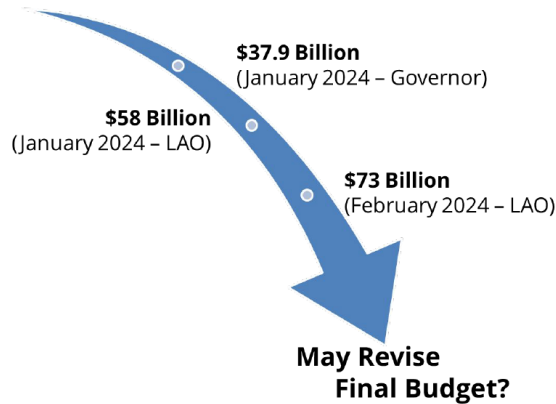 $37.9 Billion
(January 2024 – Governor)
$58 Billion
(January 2024 – LAO)
$73 Billion
(February 2024 – LAO)
May Revise
Final Budget?